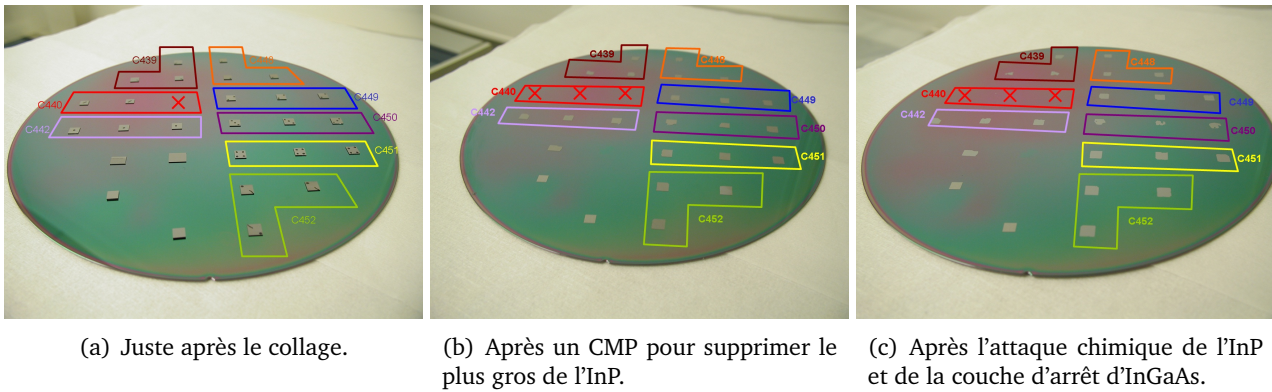 C439
C448
C440
C449
C442
C450
C451
C452
(a) Juste après le collage.
C439
C448
C440
C449
C442
C450
C451
C452
(b) Après un CMP pour supprimer le
plus gros de l'InP.
C439
C448
C440
C449
C442
C450
C451
C452
(c) Après l'attaque chimique de l'InP
et de la couche d'arrêt d'InGaAs.